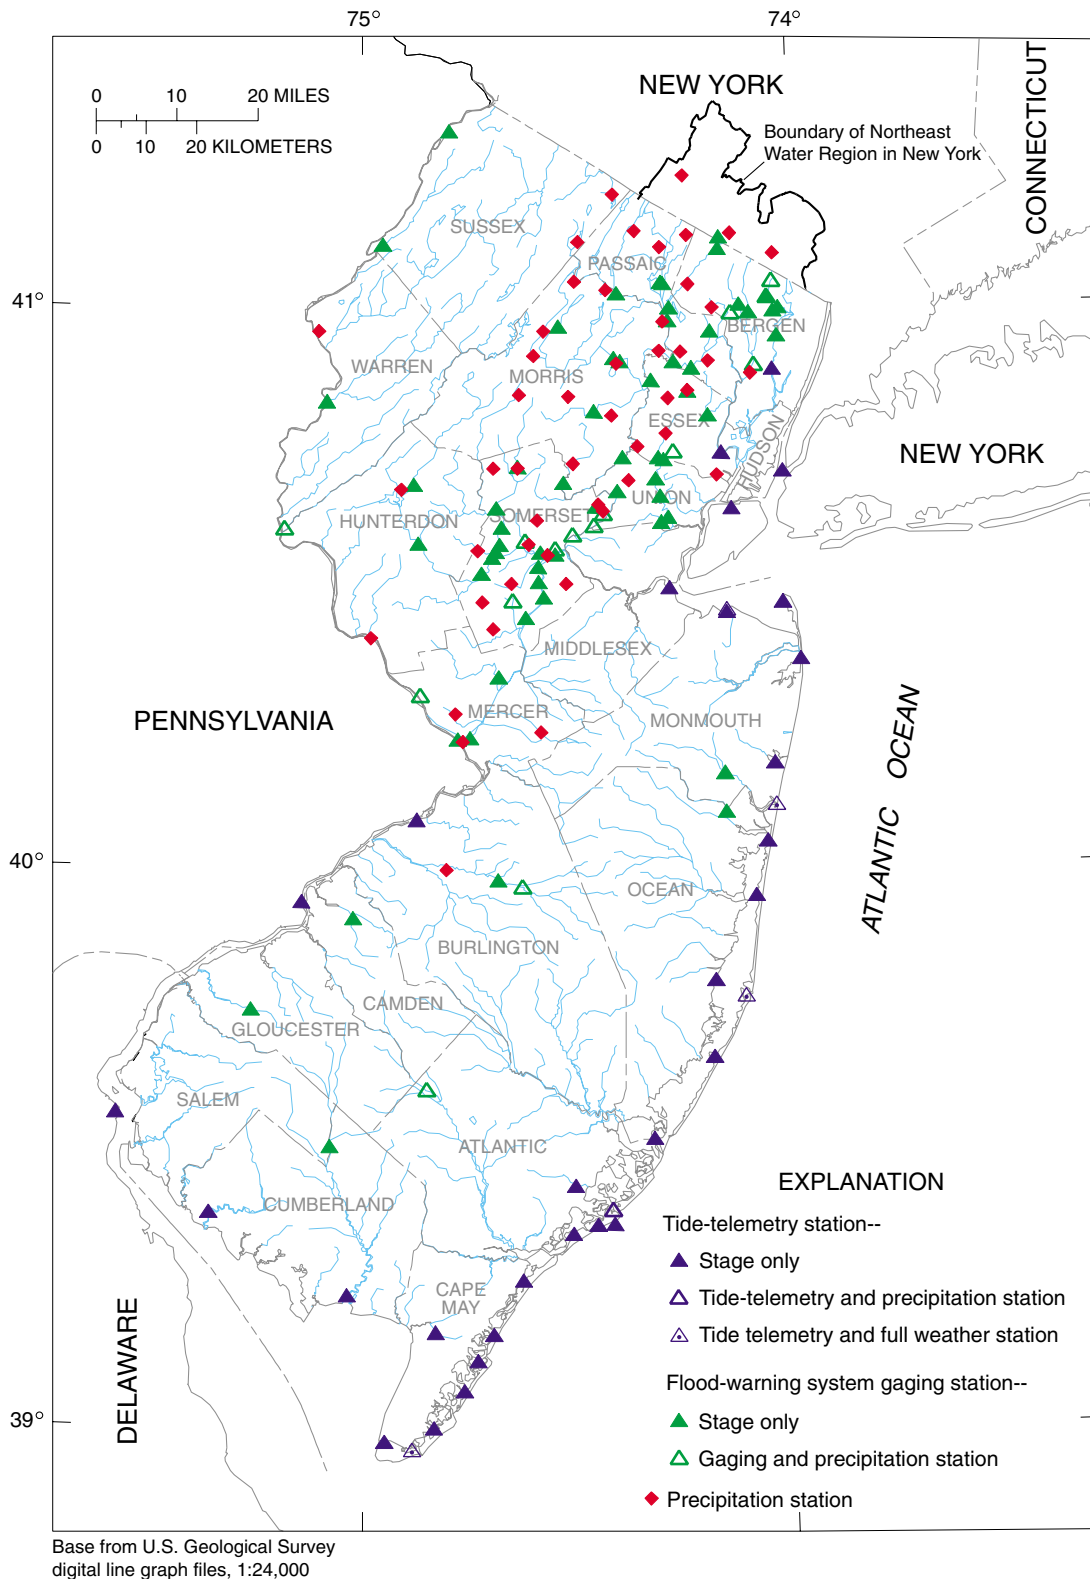 75° 74°
NEW YORK
CONNECTICUT
0 10 20 MILES
0 10 20 KILOMETERS
Boundary of Northeast
Water Region in New York
SUSSEX
PASSAIC
41°
BERGEN
WARREN
MORRIS
ESSEX
HUDSON
NEW YORK
UNION
HUNTERDON
SOMERSET
MIDDLESEX
PENNSYLVANIA
MERCER
MONMOUTH
ATLANTIC OCEAN
40°
OCEAN
BURLINGTON
CAMDEN
GLOUCESTER
SALEM
ATLANTIC
CUMBERLAND
CAPE
MAY
DELAWARE
39°
EXPLANATION
Tide-telemetry station--
Stage only
Tide-telemetry and precipitation station
Tide telemetry and full weather station
Flood-warning system gaging station--
Stage only
Gaging and precipitation station
Precipitation station
Base from U.S. Geological Survey
digital line graph files, 1:24,000